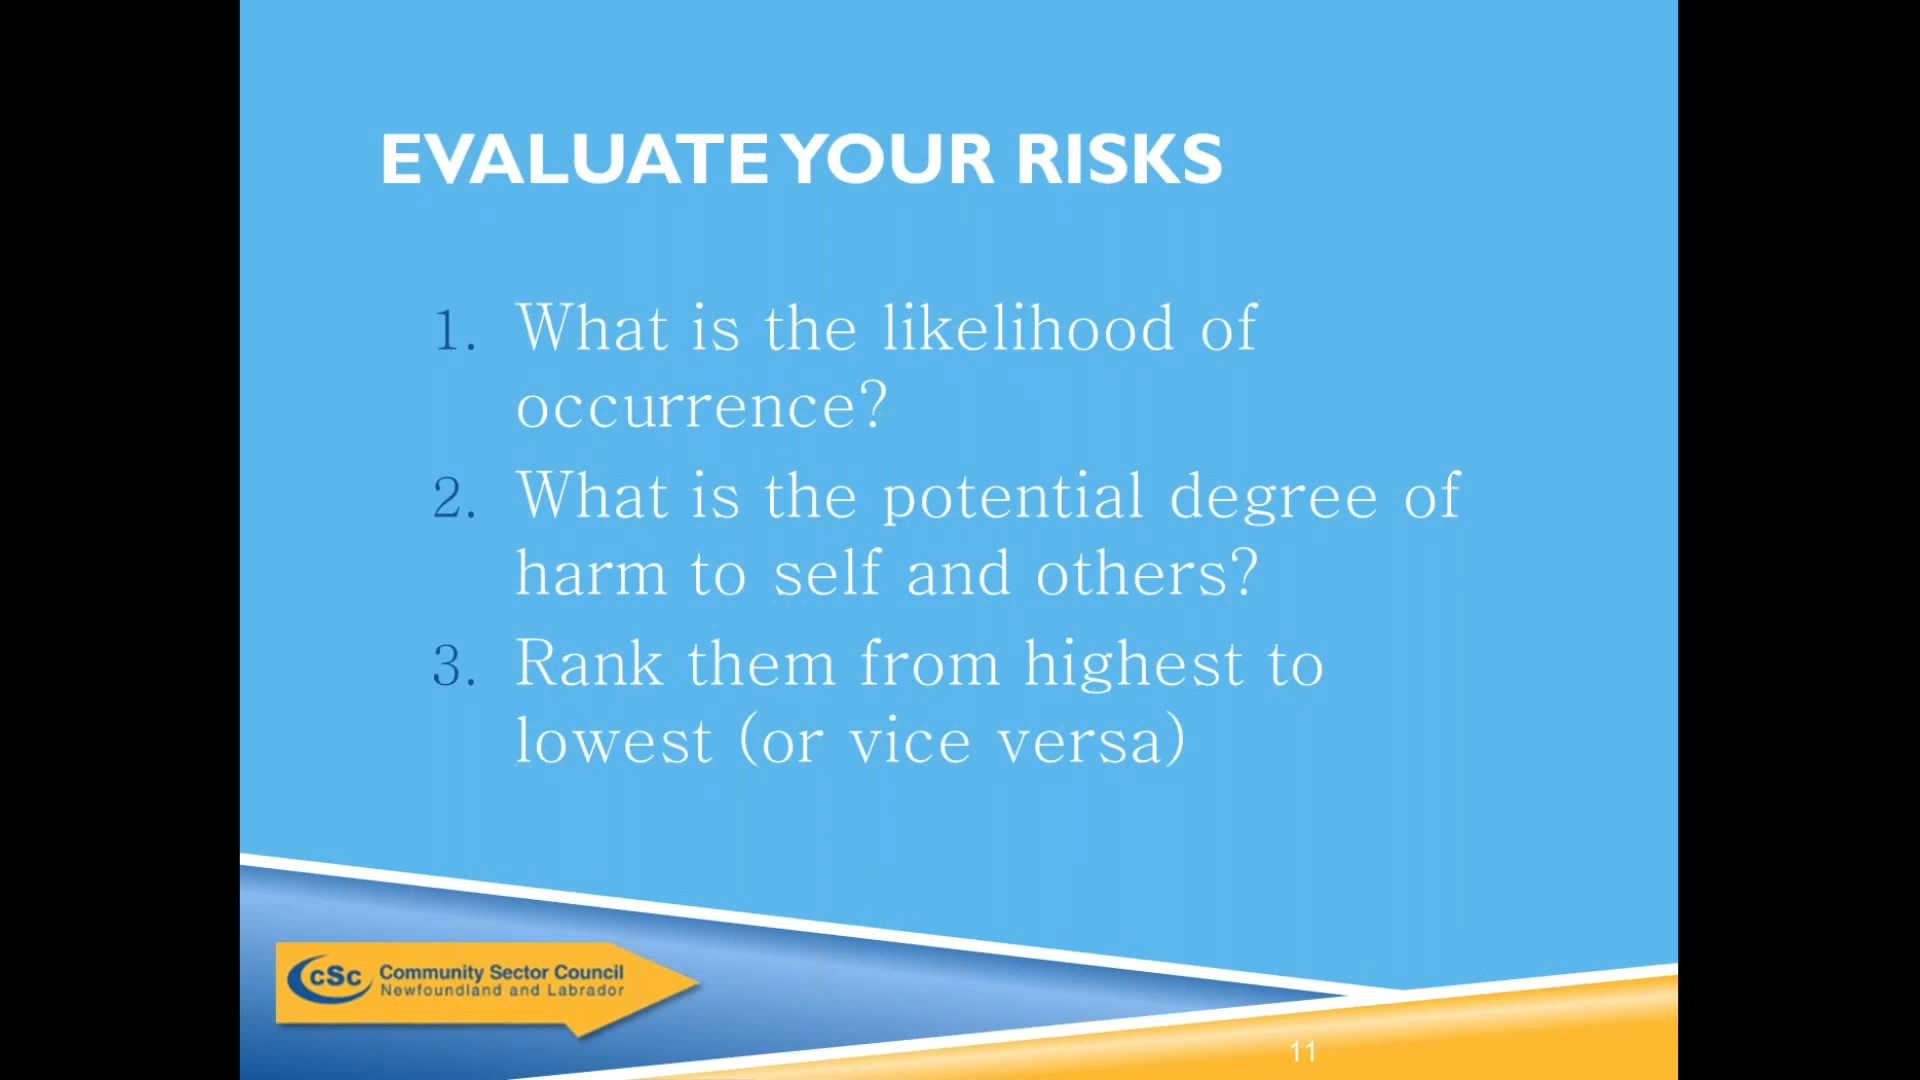 EVALUATE YOUR RISKS
1. What is the likelihood of
occurrence?
2. What is the potential degree of
harm to self and others?
3. Rank them from highest to
lowest (or vice versa)
cSc Community Sector Council
Newfoundland and Labrador
11